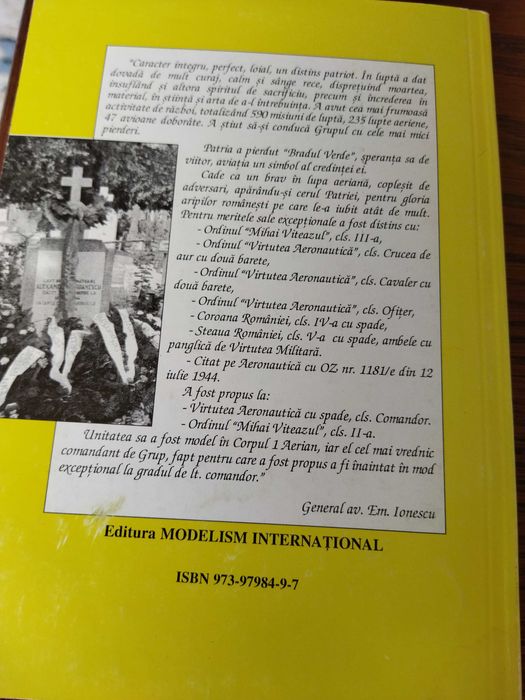 "Caracter integru, perfect, loial, un distins patriot. În luptă a dat
dovadă de mult curaj, calm și sânge rece, disprețuind moartea,
insuflând și altora spiritul de sacrificiu, precum și încrederea în
material, în știință și arta de a-l întrebuința. A avut cea mai frumoasă
activitate de război, totalizând 590 misiuni de luptă, 235 lupte aeriene,
47 avioane doborâte. A știut să-și conducă Grupul cu cele mai mici
pierderi.
Patria a pierdut "Bradul Verde", speranța sa de
viitor, aviația un simbol al credinței ei.
Cade ca un brav în lupa aeriană, copleșit de
adversari, apărându-și cerul Patriei, pentru gloria
aripilor românești pe care le-a iubit atât de mult.
Pentru meritele sale excepționale a fost distins cu:
- Ordinul "Mihai Viteazul", cls. III-a,
- Ordinul "Virtutea Aeronautică", cls. Crucea de
aur cu două barete,
- Ordinul "Virtutea Aeronautică", cls. Cavaler cu
două barete,
- Ordinul "Virtutea Aeronautică", cls. Ofițer,
- Coroana României, cls. IV-a cu spade,
- Steaua României, cls. V-a cu spade, ambele cu
panglică de Virtutea Militară.
- Citat pe Aeronautică cu OZ nr. 1181/e din 12
iulie 1944.
A fost propus la:
- Virtutea Aeronautică cu spade, cls. Comandor.
- Ordinul "Mihai Viteazul", cls. II-a.
Unitatea sa a fost model în Corpul 1 Aerian, iar el cel mai vrednic
comandant de Grup, fapt pentru care a fost propus a fi înaintat în mod
excepțional la gradul de lt. comandor."
General av. Em. Ionescu
Editura MODELISM INTERNAȚIONAL
ISBN 973-97984-9-7